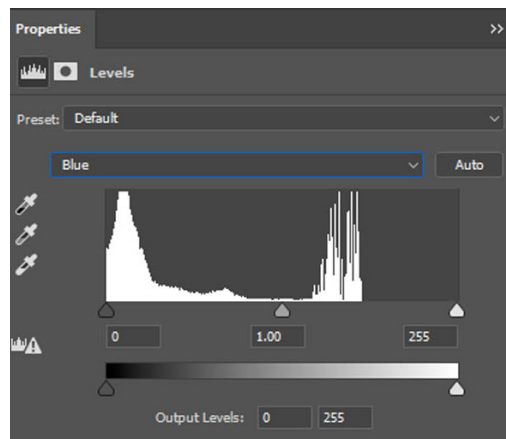 Properties
Levels
Preset: Default
Blue Auto
0 1.00 255
Output Levels: 0 255